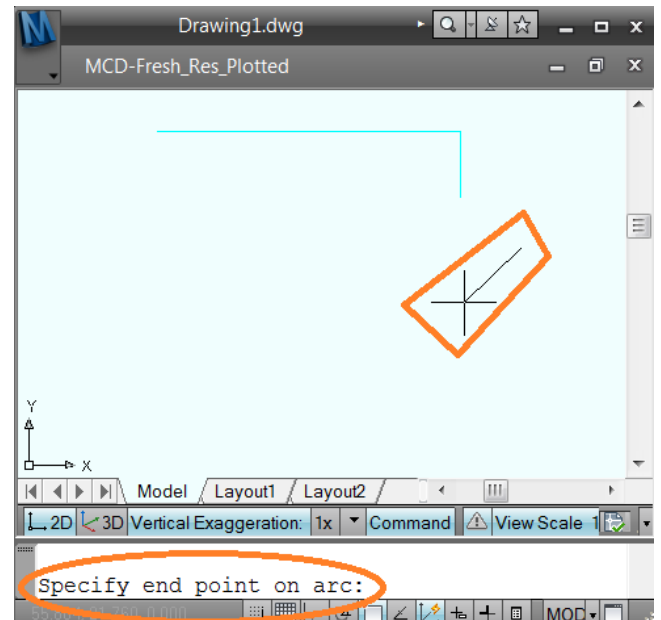 Drawing1.dwg
MCD-Fresh_Res_Plotted
Y
X
Model Layout1 Layout2
2D 3D Vertical Exaggeration: 1x Command View Scale 1
Specify end point on arc:
MOD